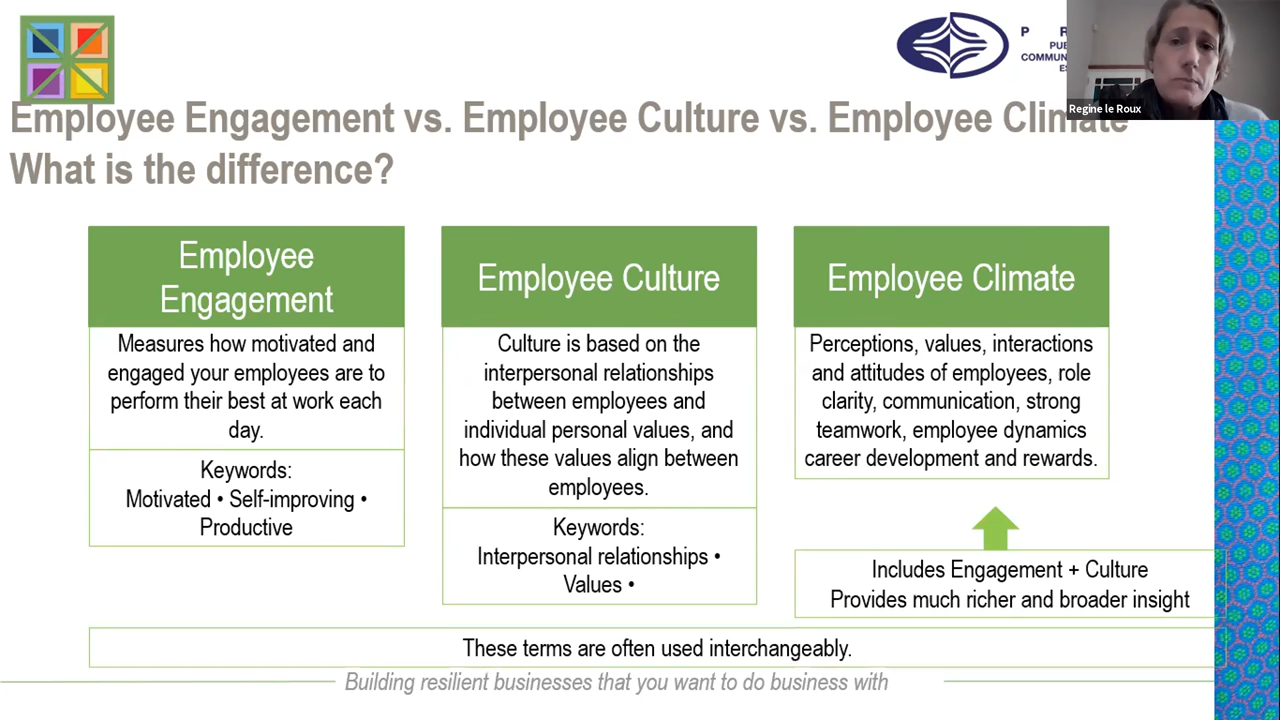 P R
PUB
COMMUN
ES
Regine le Roux
Employee Engagement vs. Employee Culture vs. Employee Climate
What is the difference?
Employee
Engagement
Measures how motivated and
engaged your employees are to
perform their best at work each
day.
Keywords:
Motivated • Self-improving •
Productive
Employee Culture
Culture is based on the
interpersonal relationships
between employees and
individual personal values, and
how these values align between
employees.
Keywords:
Interpersonal relationships •
Values •
Employee Climate
Perceptions, values, interactions
and attitudes of employees, role
clarity, communication, strong
teamwork, employee dynamics
career development and rewards.
Includes Engagement + Culture
Provides much richer and broader insight
These terms are often used interchangeably.
Building resilient businesses that you want to do business with